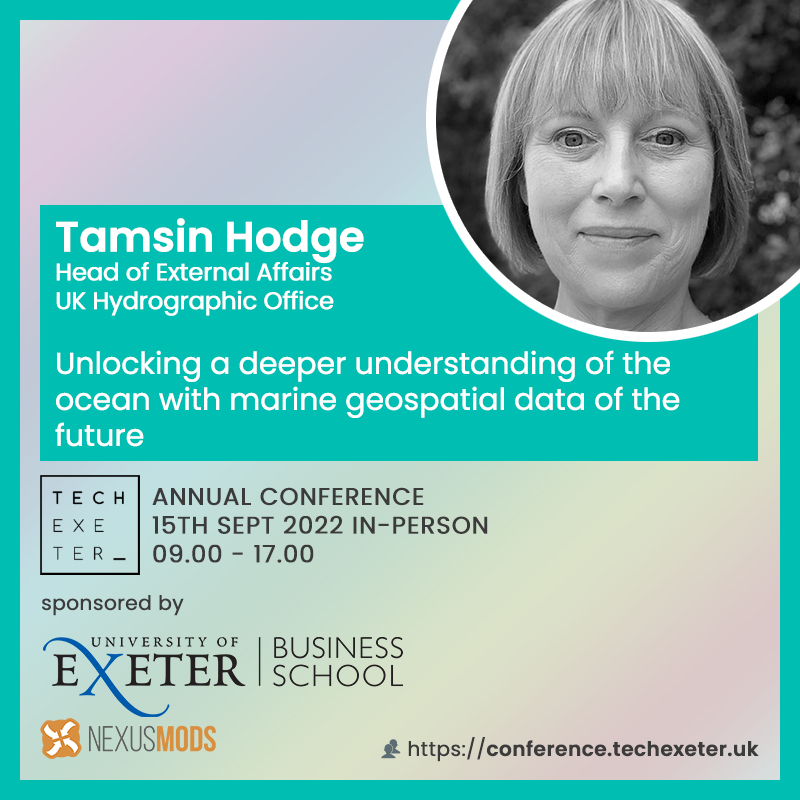 Tamsin Hodge
Head of External Affairs
UK Hydrographic Office
Unlocking a deeper understanding of the
ocean with marine geospatial data of the
future
TECH
EXE
TER_
ANNUAL CONFERENCE
15TH SEPT 2022 IN-PERSON
09.00 - 17.00
sponsored by
UNIVERSITY OF
EXETER
BUSINESS
SCHOOL
NEXUSMODS
https://conference.techexeter.uk